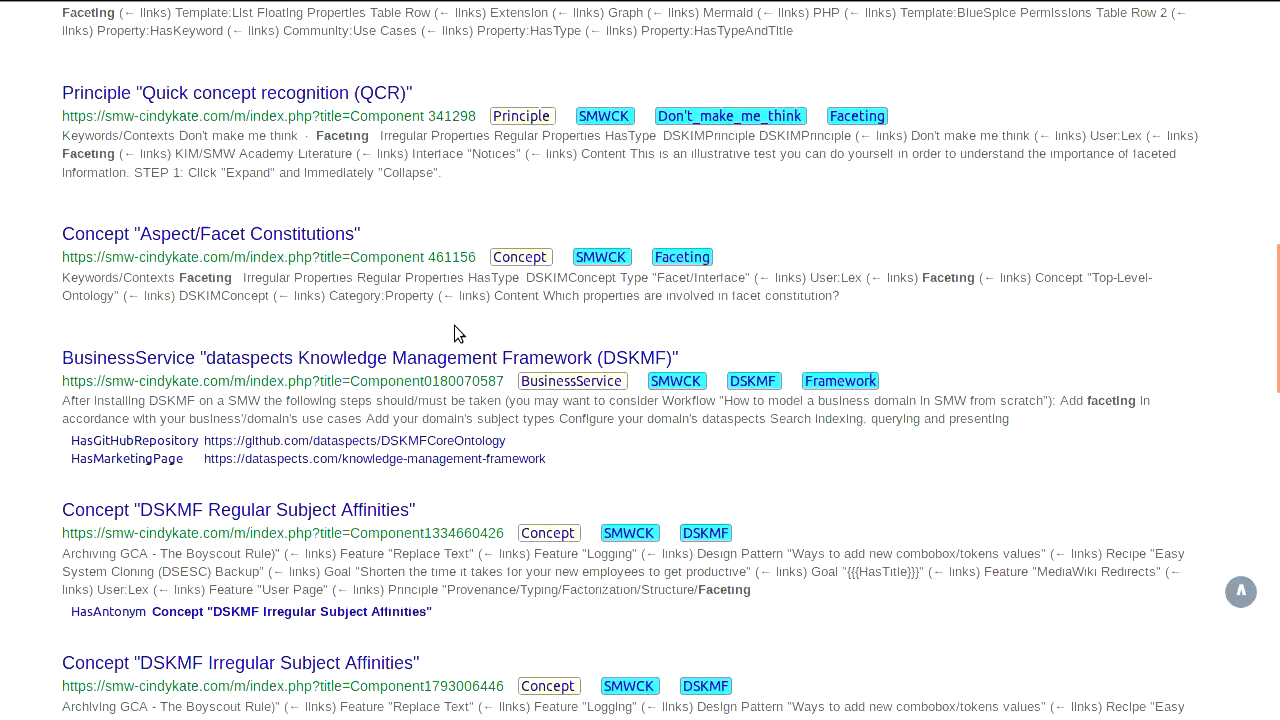 Faceting (← links) Template:List Floating Properties Table Row (← links) Extension (← links) Graph (← links) Mermaid (← links) PHP (← links) Template:BlueSpice Permissions Table Row 2 (←
links) Property:HasKeyword (← links) Community:Use Cases (← links) Property:HasType (← links) Property:HasTypeAndTitle
Principle "Quick concept recognition (QCR)"
https://smw-cindykate.com/m/index.php?title=Component 341298 Principle SMWCK Don't_make_me_think Faceting
Keywords/Contexts Don't make me think · Faceting Irregular Properties Regular Properties HasType DSKIMPrinciple DSKIMPrinciple (← links) Don't make me think (← links) User:Lex (← links)
Faceting (← links) KIM/SMW Academy Literature (← links) Interface "Notices" (← links) Content This is an illustrative test you can do yourself in order to understand the importance of faceted
information. STEP 1: Click "Expand" and immediately "Collapse".
Concept "Aspect/Facet Constitutions"
https://smw-cindykate.com/m/index.php?title=Component 461156 Concept SMWCK Faceting
Keywords/Contexts Faceting Irregular Properties Regular Properties HasType DSKIMConcept Type "Facet/Interface" (← links) User:Lex (← links) Faceting (← links) Concept "Top-Level-
Ontology" (← links) DSKIMConcept (← links) Category:Property (← links) Content Which properties are involved in facet constitution?
BusinessService "dataspects Knowledge Management Framework (DSKMF)"
https://smw-cindykate.com/m/index.php?title=Component0180070587 BusinessService SMWCK DSKMF Framework
After installing DSKMF on a SMW the following steps should/must be taken (you may want to consider Workflow "How to model a business domain in SMW from scratch"): Add faceting in
accordance with your business'/domain's use cases Add your domain's subject types Configure your domain's dataspects Search indexing, querying and presenting
HasGitHubRepository https://github.com/dataspects/DSKMFCoreOntology
HasMarketingPage https://dataspects.com/knowledge-management-framework
Concept "DSKMF Regular Subject Affinities"
https://smw-cindykate.com/m/index.php?title=Component1334660426 Concept SMWCK DSKMF
Archiving GCA - The Boyscout Rule)" (← links) Feature "Replace Text" (← links) Feature "Logging" (← links) Design Pattern "Ways to add new combobox/tokens values" (← links) Recipe "Easy
System Cloning (DSESC) Backup" (← links) Goal "Shorten the time it takes for your new employees to get productive" (← links) Goal "{{{HasTitle}}}" (← links) Feature "MediaWiki Redirects" (←
links) User:Lex (← links) Feature "User Page" (← links) Principle "Provenance/Typing/Factorization/Structure/Faceting
HasAntonym Concept "DSKMF Irregular Subject Affinities"
∧
Concept "DSKMF Irregular Subject Affinities"
https://smw-cindykate.com/m/index.php?title=Component1793006446 Concept SMWCK DSKMF
Archiving GCA - The Boyscout Rule)" (← links) Feature "Replace Text" (← links) Feature "Logging" (← links) Design Pattern "Ways to add new combobox/tokens values" (← links) Recipe "Easy